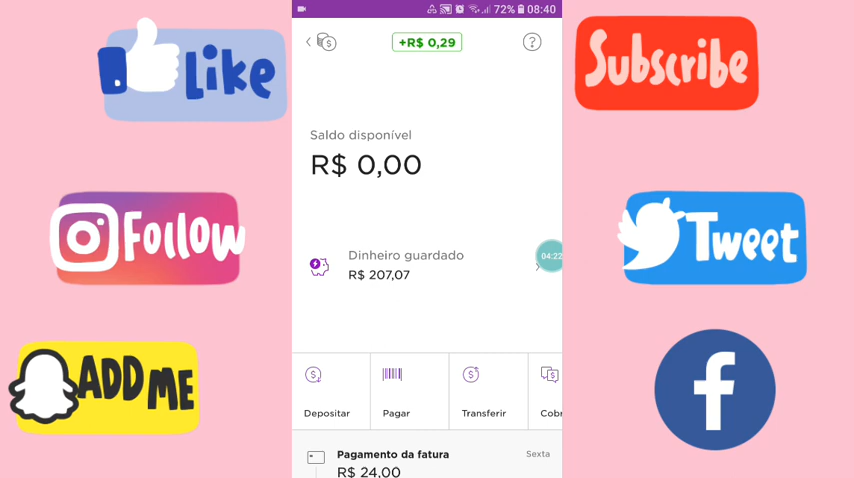 Like
Follow
ADD ME
72% 08:40
+R$ 0,29
?
Saldo disponível
R$ 0,00
Dinheiro guardado
R$ 207,07
04:22
Depositar
Pagar
Transferir
Cobr
Pagamento da fatura
Sexta
R$ 24,00
Subscribe
Tweet
f